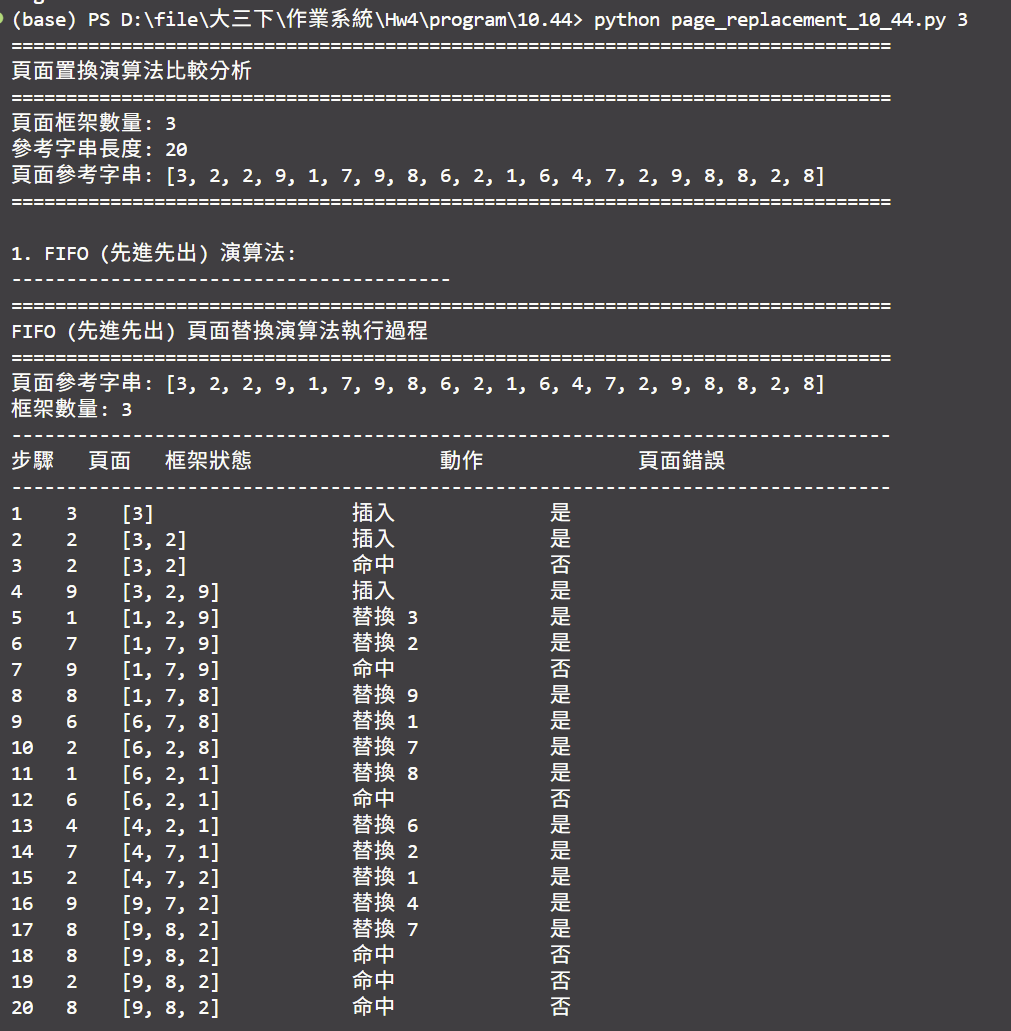 (base) PS D:\file\大三下\作業系統\Hw4\program\10.44> python page_replacement_10_44.py 3
================================================================================
頁面置換演算法比較分析
================================================================================
頁面框架數量: 3
參考字串長度: 20
頁面參考字串: [3, 2, 2, 9, 1, 7, 9, 8, 6, 2, 1, 6, 4, 7, 2, 9, 8, 8, 2, 8]
================================================================================
1. FIFO (先進先出) 演算法:
----------------------------------------
================================================================================
FIFO (先進先出) 頁面替換演算法執行過程
================================================================================
頁面參考字串: [3, 2, 2, 9, 1, 7, 9, 8, 6, 2, 1, 6, 4, 7, 2, 9, 8, 8, 2, 8]
框架數量: 3
--------------------------------------------------------------------------------
步驟 頁面 框架狀態 動作 頁面錯誤
--------------------------------------------------------------------------------
1 3 [3] 插入 是
2 2 [3, 2] 插入 是
3 2 [3, 2] 命中 否
4 9 [3, 2, 9] 插入 是
5 1 [1, 2, 9] 替換 3 是
6 7 [1, 7, 9] 替換 2 是
7 9 [1, 7, 9] 命中 否
8 8 [1, 7, 8] 替換 9 是
9 6 [6, 7, 8] 替換 1 是
10 2 [6, 2, 8] 替換 7 是
11 1 [6, 2, 1] 替換 8 是
12 6 [6, 2, 1] 命中 否
13 4 [4, 2, 1] 替換 6 是
14 7 [4, 7, 1] 替換 2 是
15 2 [4, 7, 2] 替換 1 是
16 9 [9, 7, 2] 替換 4 是
17 8 [9, 8, 2] 替換 7 是
18 8 [9, 8, 2] 命中 否
19 2 [9, 8, 2] 命中 否
20 8 [9, 8, 2] 命中 否